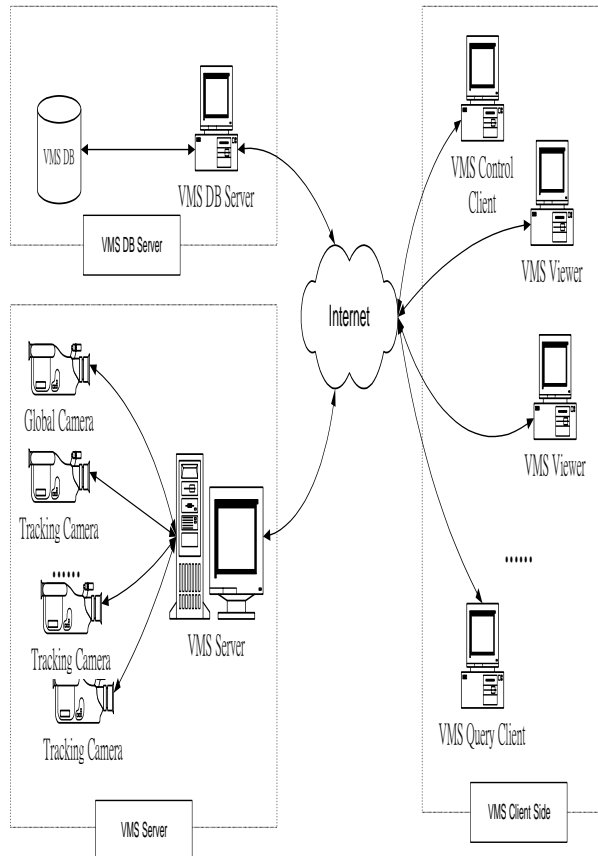 VMS DB
VMS DB Server
VMS DB Server
Global Camera
Tracking Camera
......
Tracking Camera
Tracking Camera
VMS Server
VMS Server
Internet
VMS Control
Client
VMS Viewer
VMS Viewer
......
VMS Query Client
VMS Client Side